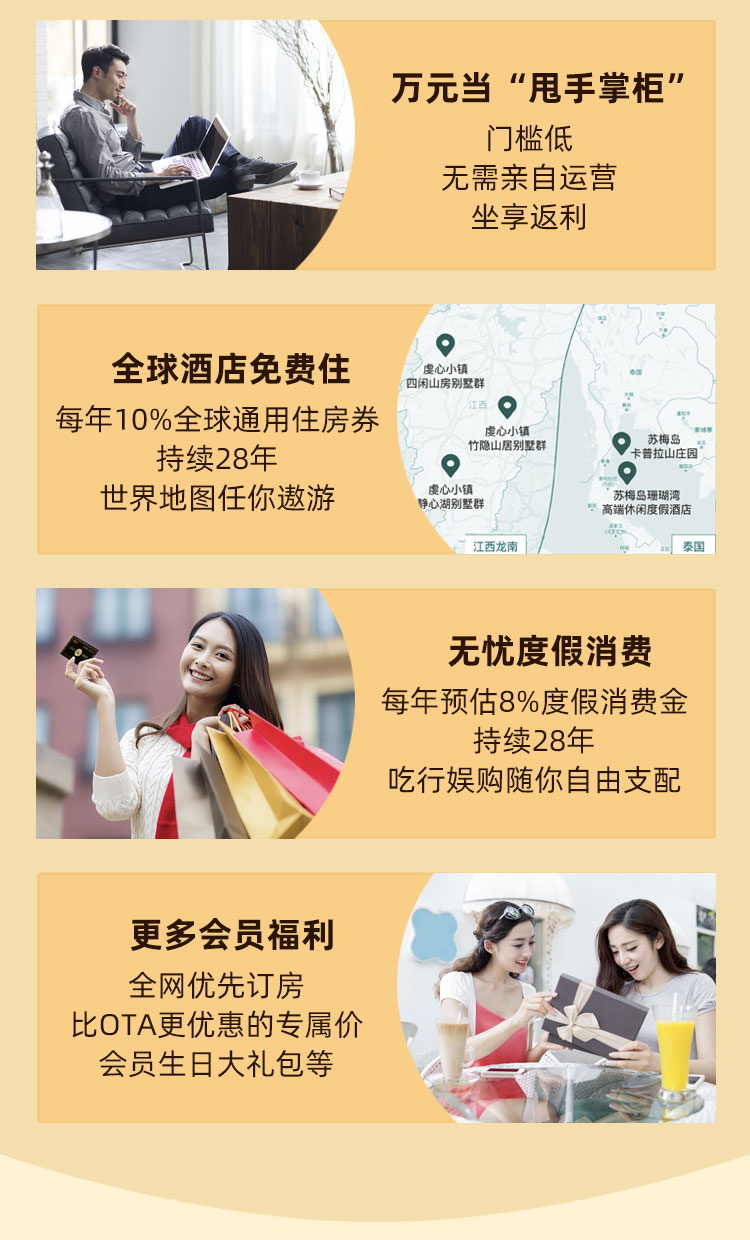 万元当“甩手掌柜”
门槛低
无需亲自运营
坐享返利
全球酒店免费住
每年10%全球通用住房券
持续28年
世界地图任你遨游
虔心小镇
四闲山房别墅群
江西
虔心小镇
竹隐山居别墅群
虔心小镇
静心湖别墅群
江西龙南
泰国
苏梅岛
卡普拉山庄园
苏梅岛珊瑚湾
高端休闲度假酒店
泰国
无忧度假消费
每年预估8%度假消费金
持续28年
吃行娱购随你自由支配
更多会员福利
全网优先订房
比OTA更优惠的专属价
会员生日大礼包等